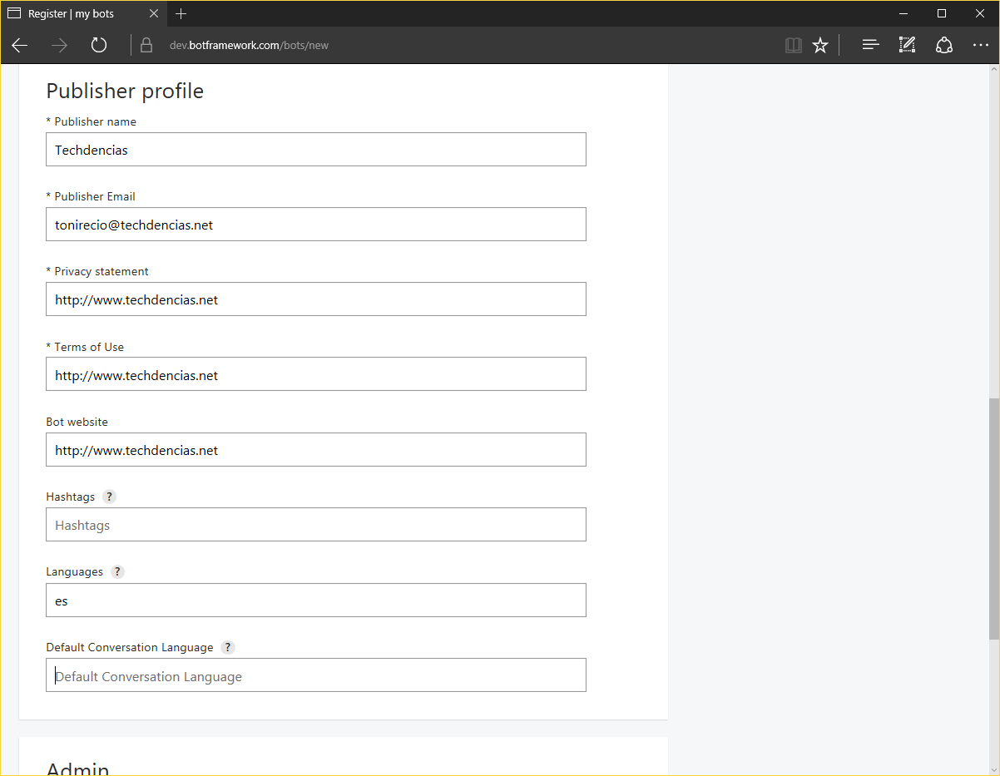 Register | my bots
dev.botframework.com/bots/new
Publisher profile
* Publisher name
Techdencias
* Publisher Email
tonirecio@techdencias.net
* Privacy statement
http://www.techdencias.net
* Terms of Use
http://www.techdencias.net
Bot website
http://www.techdencias.net
Hashtags ?
Hashtags
Languages ?
es
Default Conversation Language ?
Default Conversation Language
Admin